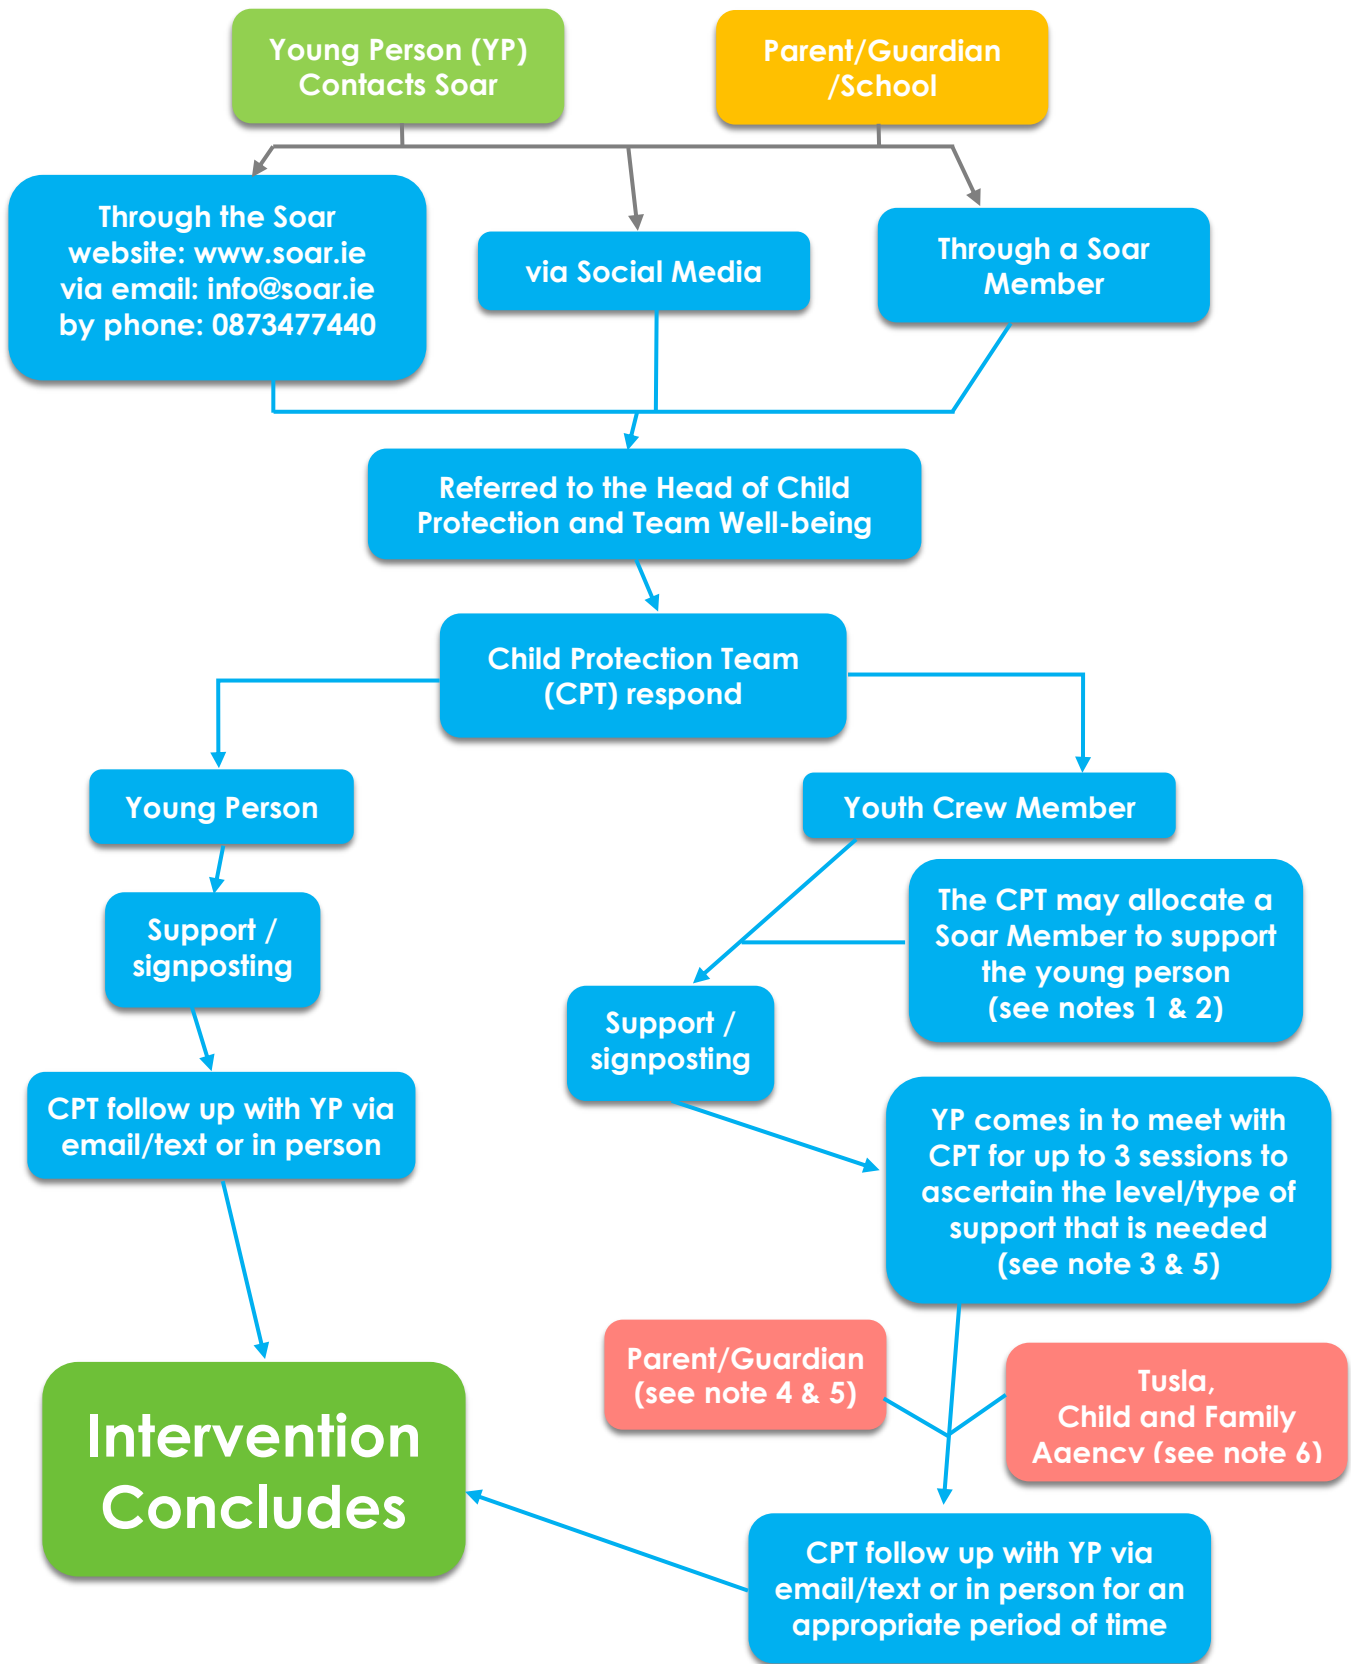 Young Person (YP)
Contacts Soar
Parent/Guardian
/School
Through the Soar
website: www.soar.ie
via email: info@soar.ie
by phone: 0873477440
via Social Media
Through a Soar
Member
Referred to the Head of Child
Protection and Team Well-being
Child Protection Team
(CPT) respond
Young Person
Youth Crew Member
Support /
signposting
The CPT may allocate a
Soar Member to support
the young person
(see notes 1 & 2)
Support /
signposting
CPT follow up with YP via
email/text or in person
YP comes in to meet with
CPT for up to 3 sessions to
ascertain the level/type of
support that is needed
(see note 3 & 5)
Parent/Guardian
(see note 4 & 5)
Tusla,
Child and Family
Agency (see note 6)
Intervention
Concludes
CPT follow up with YP via
email/text or in person for an
appropriate period of time